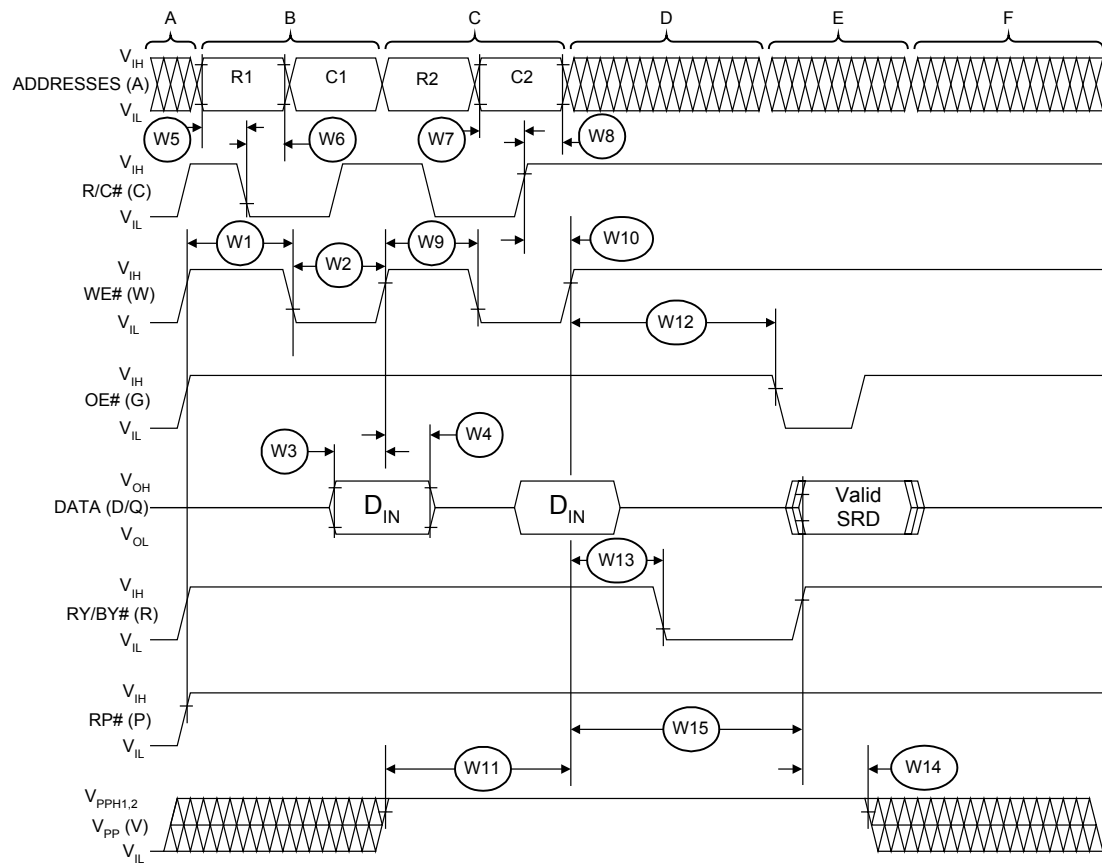 A B C D E F
V_IH
ADDRESSES (A) R1 C1 R2 C2
V_IL
W5 W6 W7 W8
V_IH
R/C# (C)
V_IL
W1 W2 W9 W10
V_IH
WE# (W)
V_IL
W12
V_IH
OE# (G)
V_IL
W3 W4
V_OH
DATA (D/Q) D_IN D_IN Valid SRD
V_OL
W13
V_IH
RY/BY# (R)
V_IL
V_IH
RP# (P)
V_IL
W15
W11 W14
V_PPH1,2
V_PP (V)
V_IL